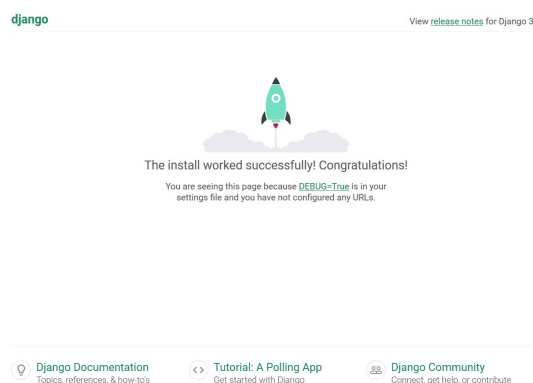 django
View release notes for Django 3
The install worked successfully! Congratulations!
You are seeing this page because DEBUG=True is in your
settings file and you have not configured any URLs.
Django Documentation
Topics, references, & how-to's
Tutorial: A Polling App
Get started with Django
Django Community
Connect, get help, or contribute